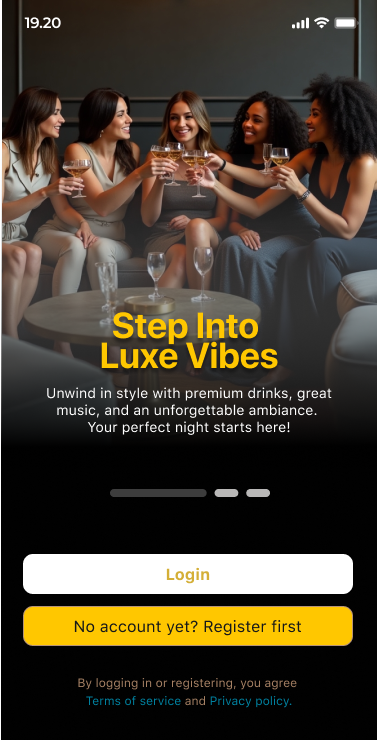 19.20
Step Into
Luxe Vibes
Unwind in style with premium drinks, great
music, and an unforgettable ambiance.
Your perfect night starts here!
Login
No account yet? Register first
By logging in or registering, you agree
Terms of service and Privacy policy.